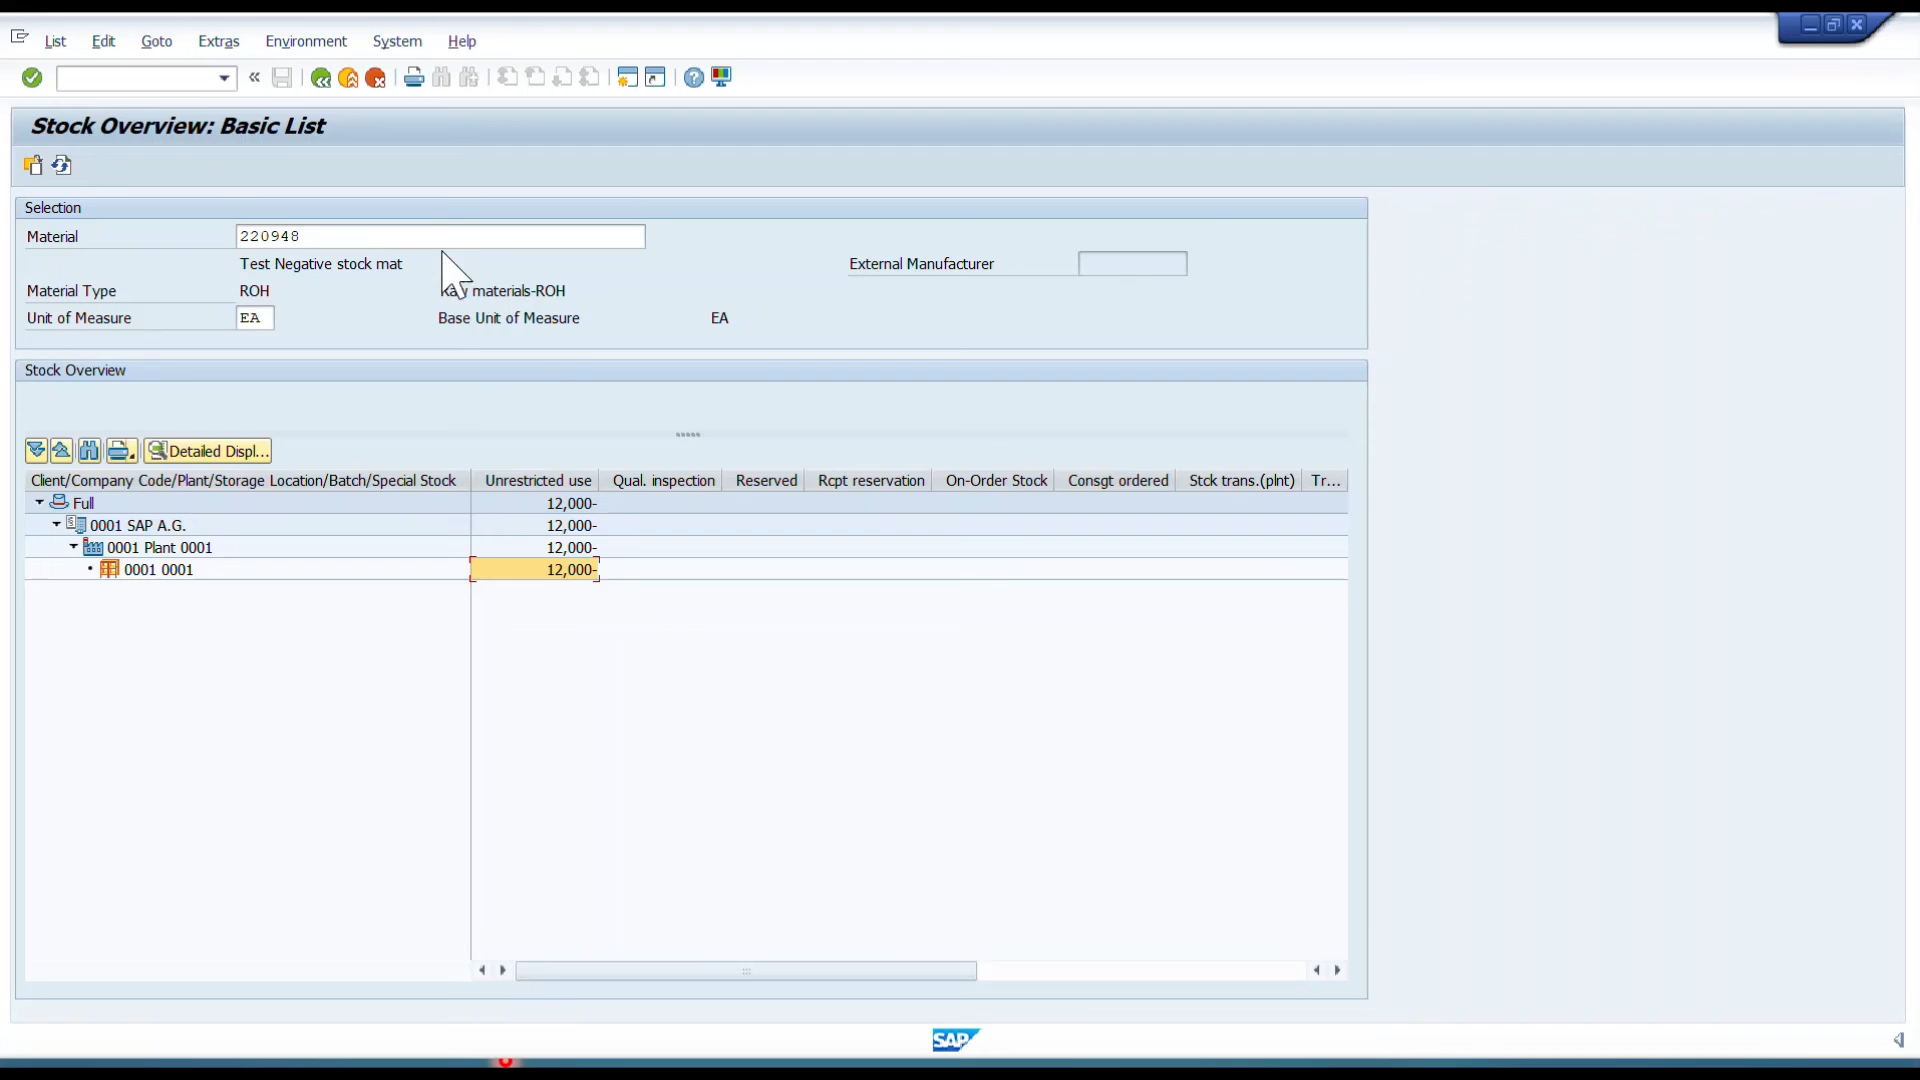 List Edit Goto Extras Environment System Help
Stock Overview: Basic List
Selection
Material 220948
Test Negative stock mat External Manufacturer
Material Type ROH Raw materials-ROH
Unit of Measure EA Base Unit of Measure EA
Stock Overview
Detailed Displ...
Client/Company Code/Plant/Storage Location/Batch/Special Stock Unrestricted use Qual. inspection Reserved Rcpt reservation On-Order Stock Consgt ordered Stck trans.(plnt) Tr...
Full 12,000-
0001 SAP A.G. 12,000-
0001 Plant 0001 12,000-
0001 0001 12,000-
SAP